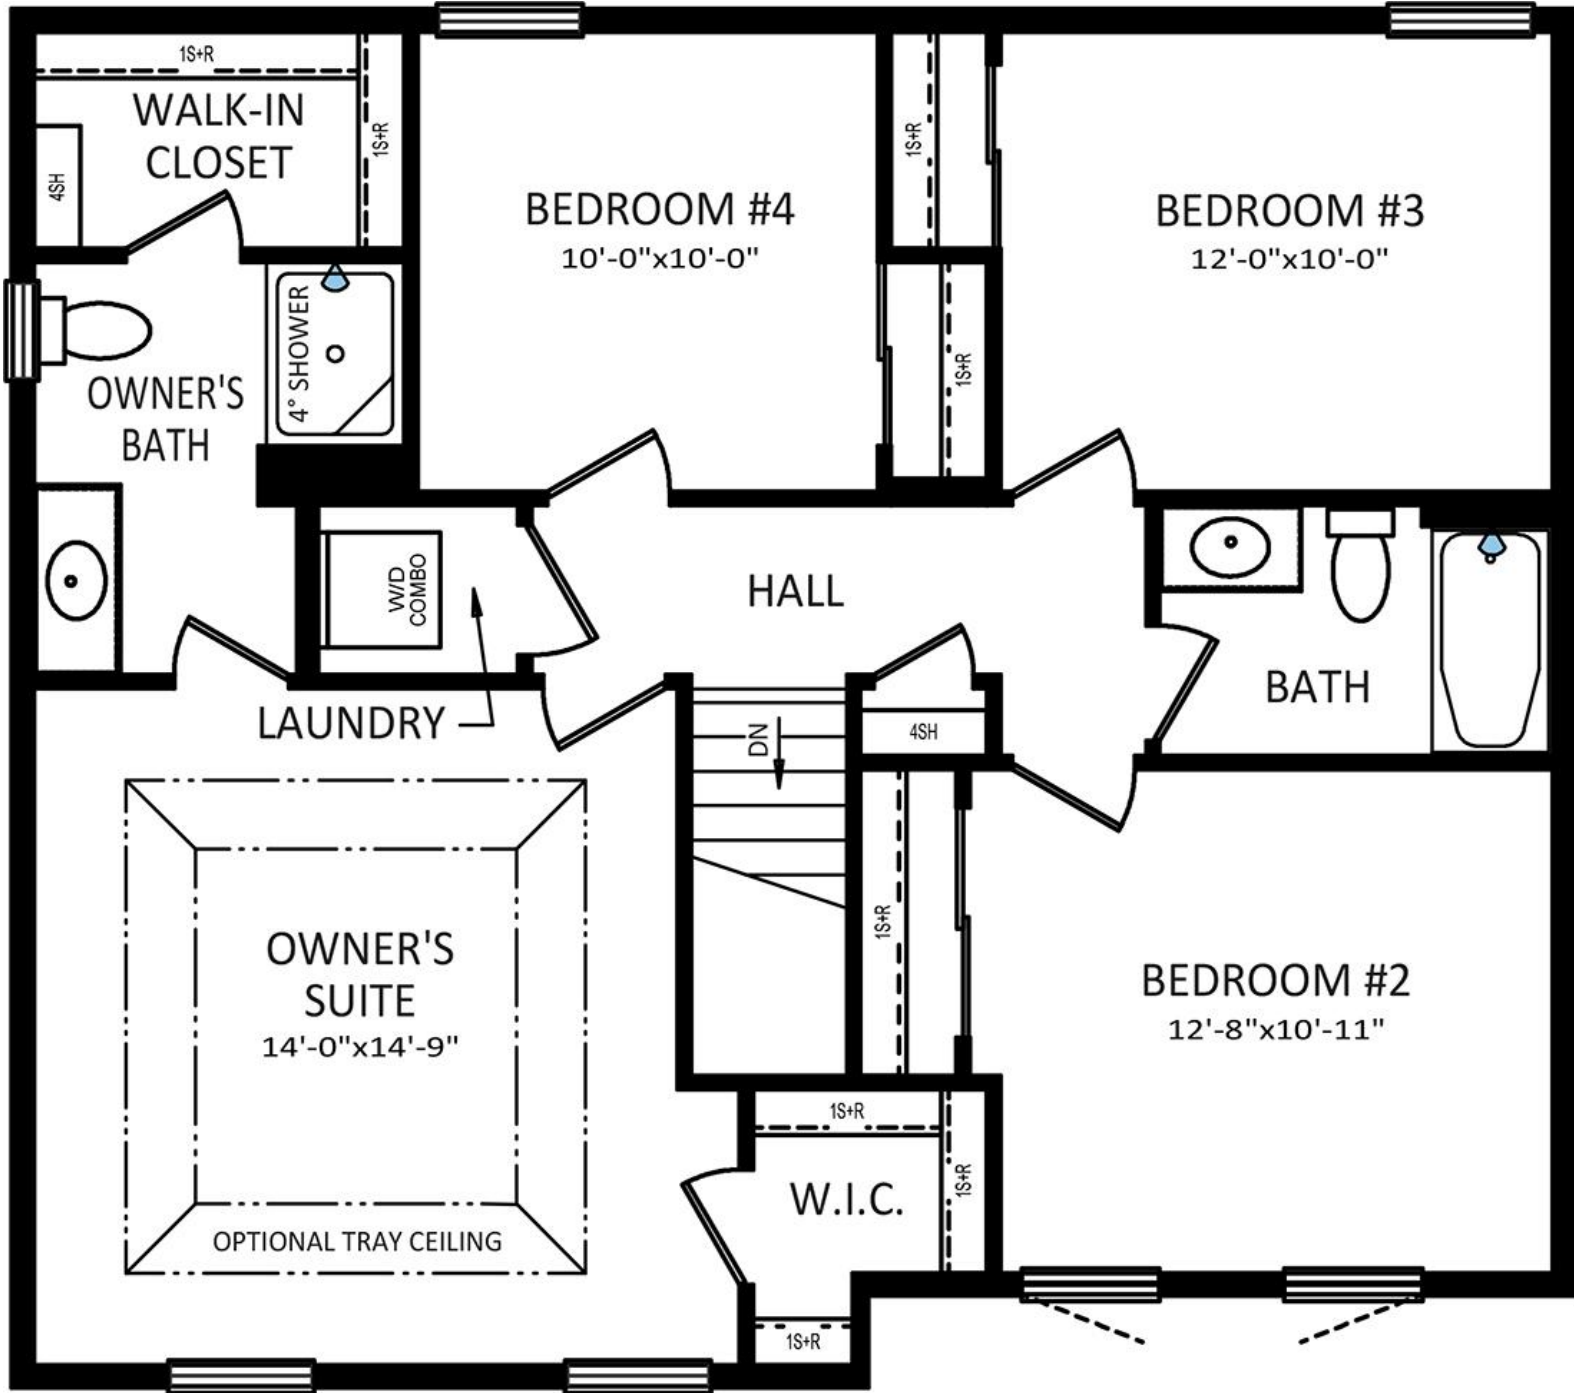 1S+R
WALK-IN
CLOSET
1S+R
4SH
1S+R
BEDROOM #4
10'-0"x10'-0"
BEDROOM #3
12'-0"x10'-0"
1S+R
4° SHOWER
OWNER'S
BATH
W/D
COMBO
HALL
BATH
LAUNDRY
DN
4SH
OWNER'S
SUITE
14'-0"x14'-9"
1S+R
BEDROOM #2
12'-8"x10'-11"
1S+R
1S+R
W.I.C.
OPTIONAL TRAY CEILING
1S+R